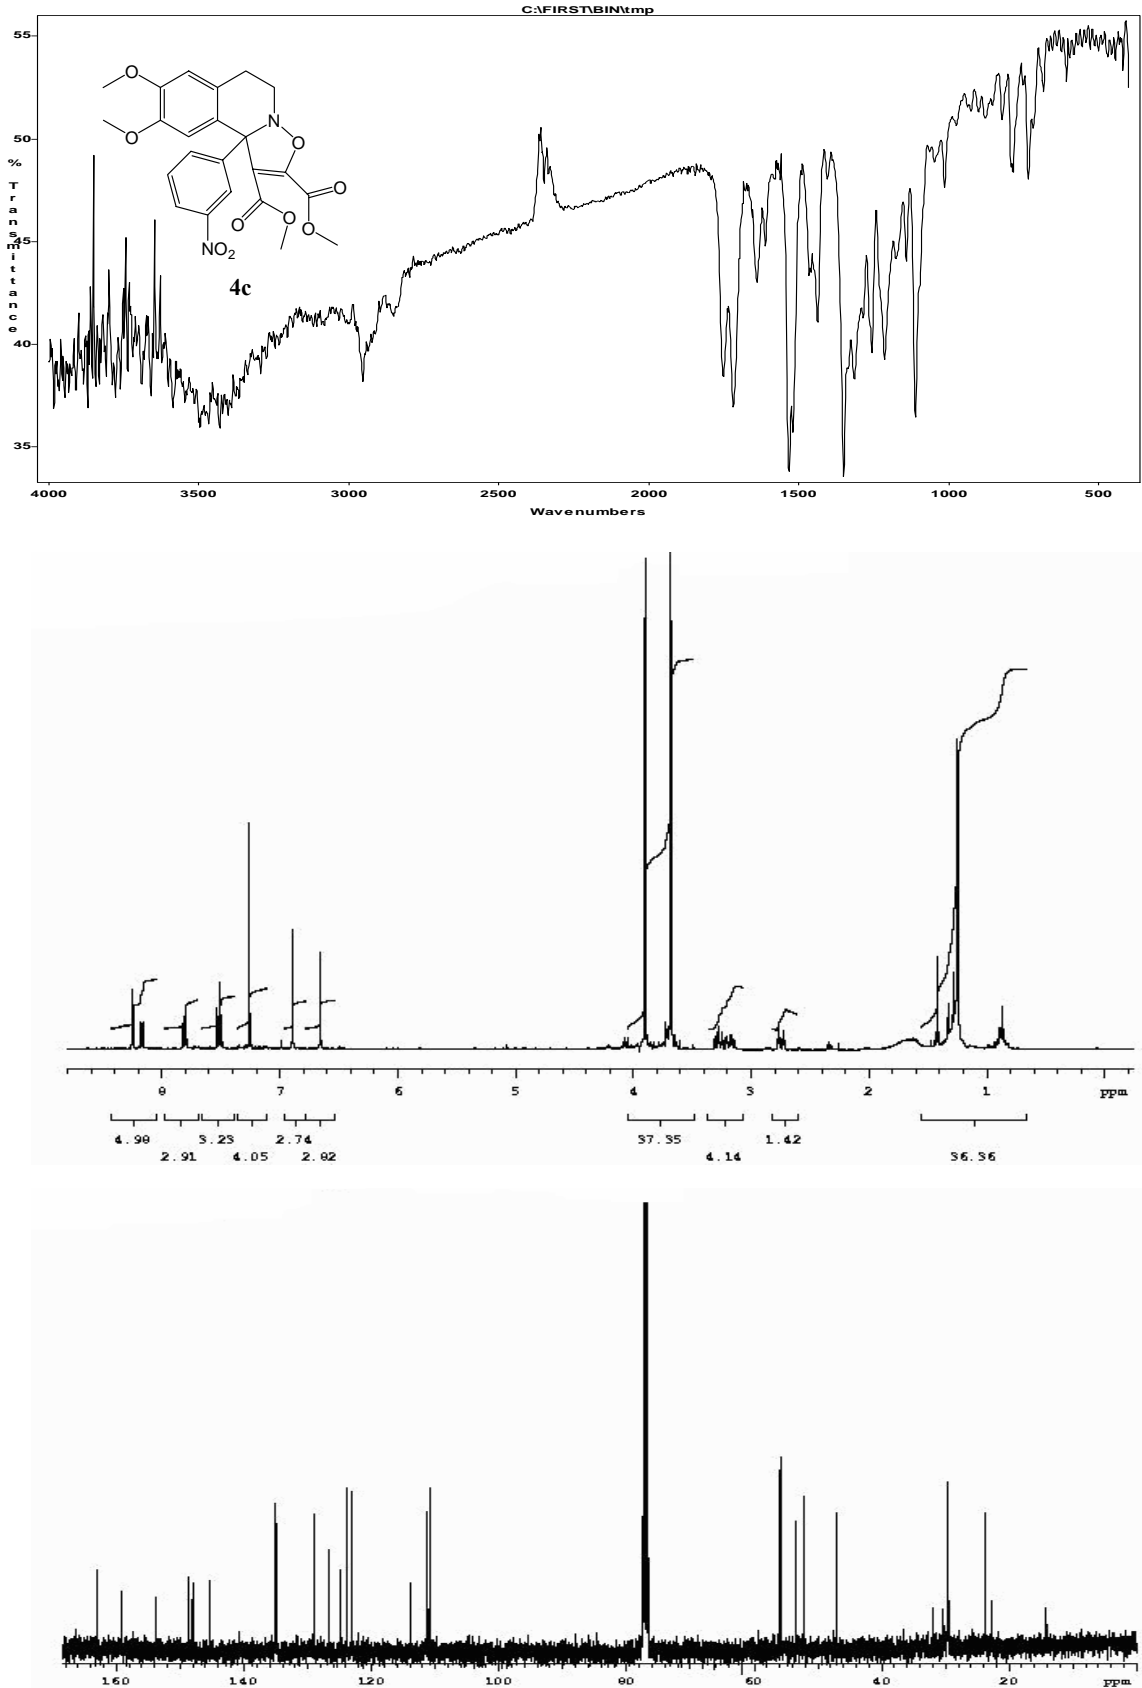 C:\FIRST\BIN\tmp
55
50
45
40
35
% Transmittance
O
O
N
O
O
O
O
O
NO2
4c
4000 3500 3000 2500 2000 1500 1000 500
Wavenumbers
8 7 6 5 4 3 2 1 ppm
4.98 3.23 2.74 37.35 1.42
2.91 4.05 2.82 4.14 36.36
160 140 120 100 80 60 40 20 ppm